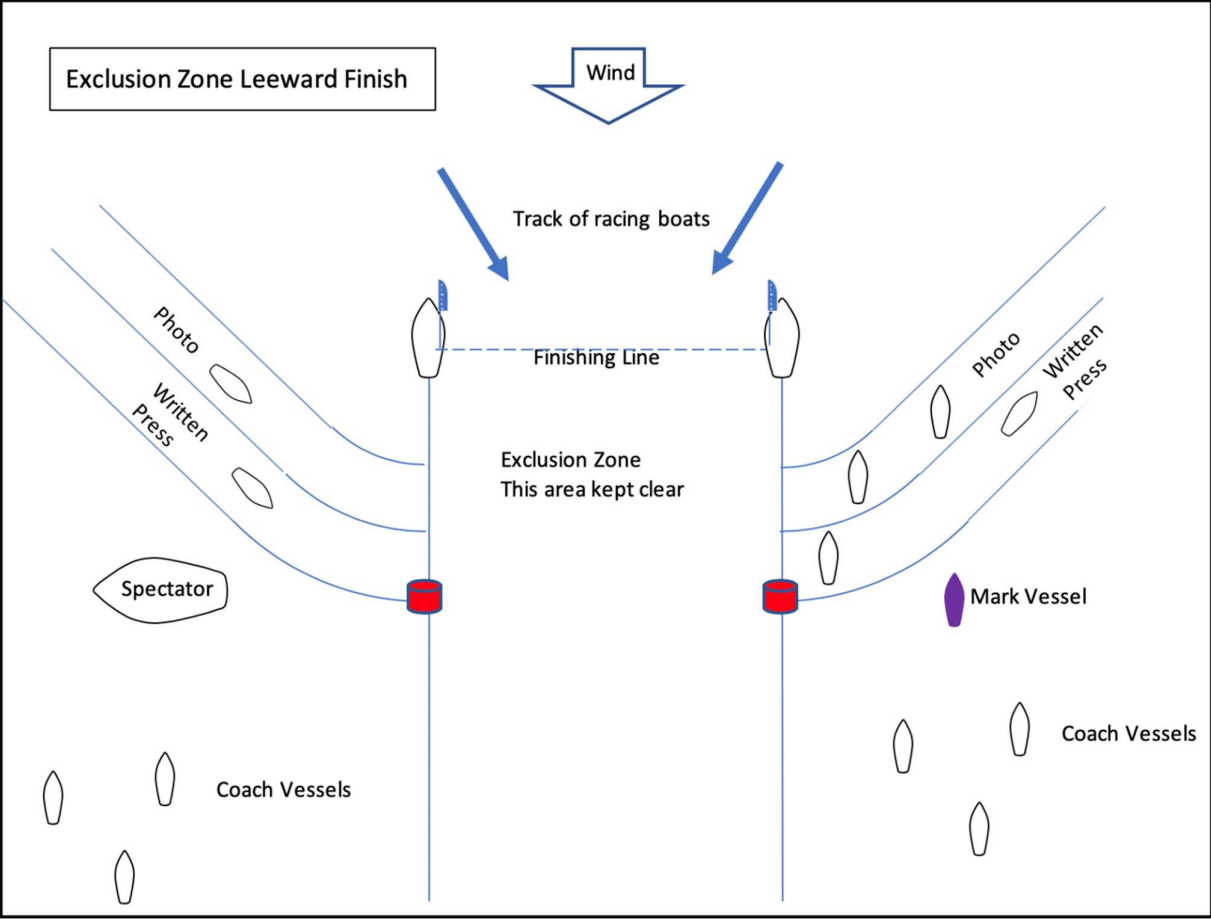 Exclusion Zone Leeward Finish
Wind
Track of racing boats
Finishing Line
Photo
Written
Press
Photo
Written
Press
Exclusion Zone
This area kept clear
Spectator
Mark Vessel
Coach Vessels
Coach Vessels